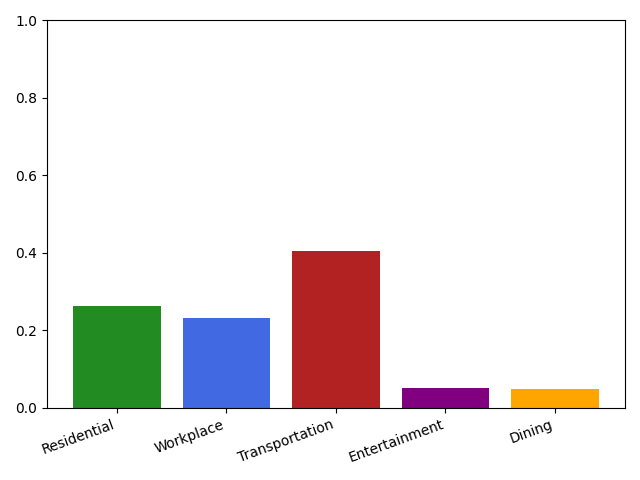 1.0
0.8
0.6
0.4
0.2
0.0
Residential
Workplace
Transportation
Entertainment
Dining